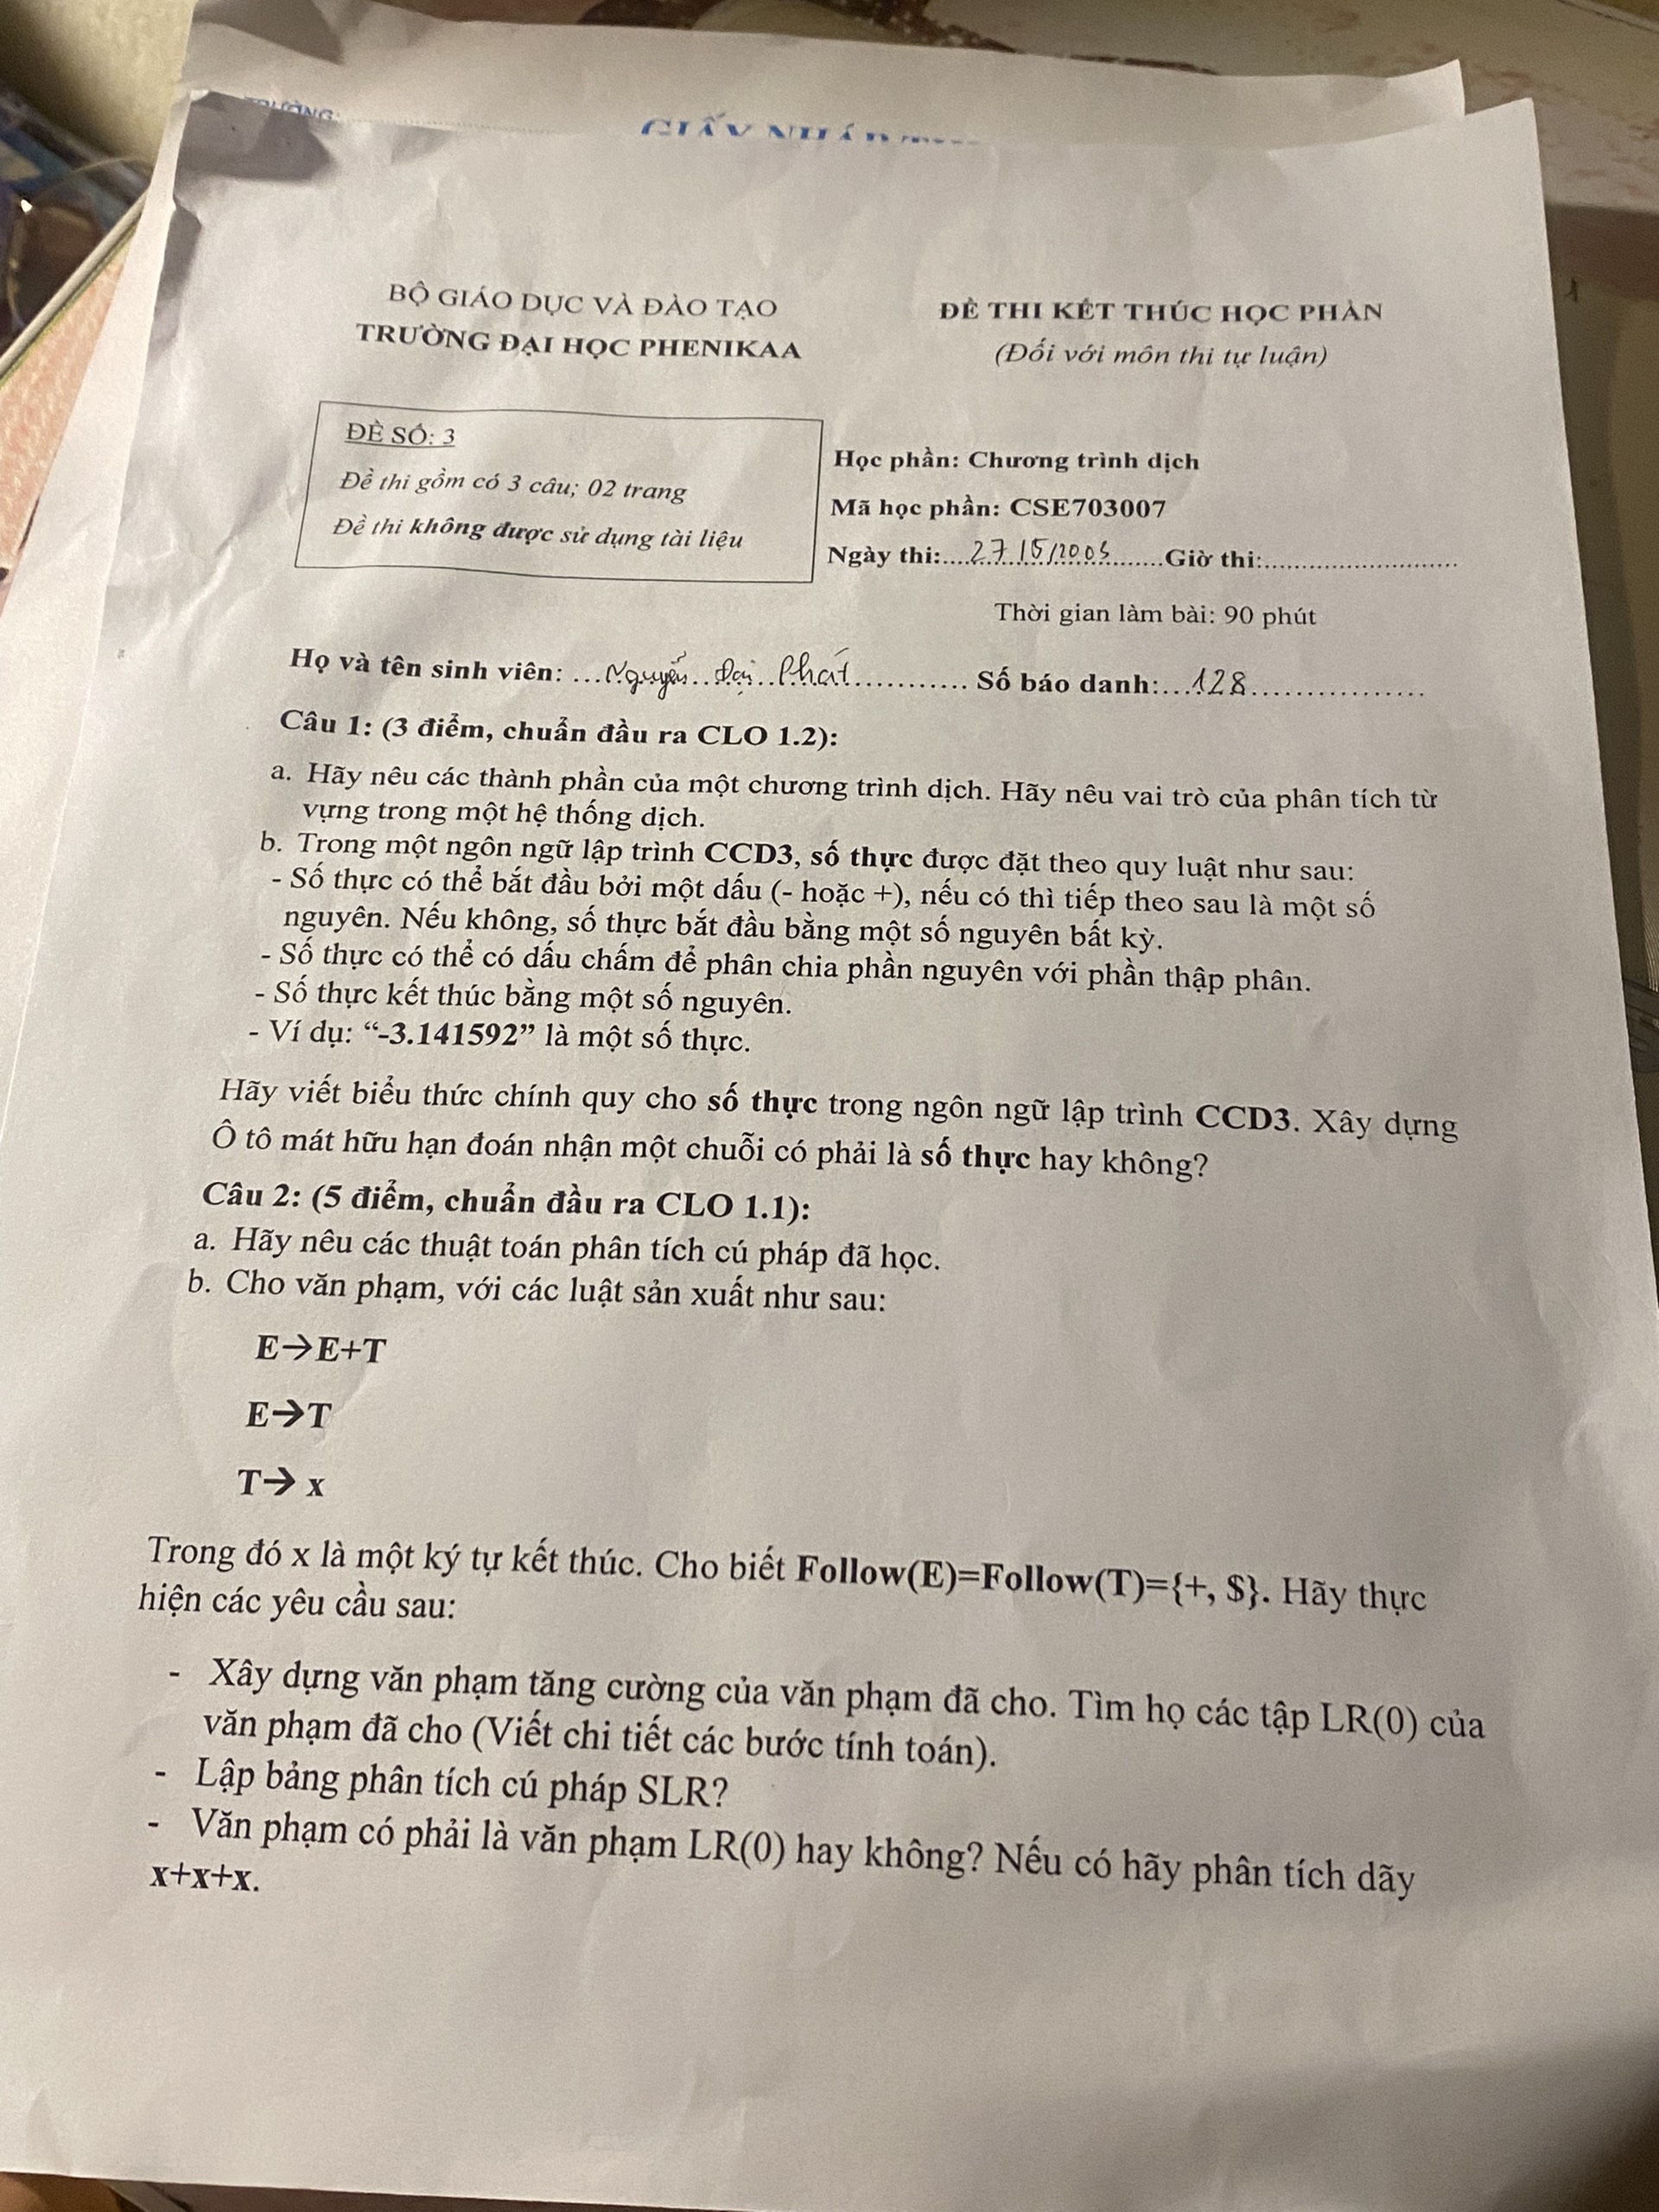 TRƯỜNG:
GIẤY NHÁP
BỘ GIÁO DỤC VÀ ĐÀO TẠO
TRƯỜNG ĐẠI HỌC PHENIKAA
ĐỀ THI KẾT THÚC HỌC PHẦN
(Đối với môn thi tự luận)
ĐỀ SỐ: 3
Đề thi gồm có 3 câu; 02 trang
Đề thi không được sử dụng tài liệu
Học phần: Chương trình dịch
Mã học phần: CSE703007
Ngày thi:....27/5/2005.............Giờ thi:............................
Thời gian làm bài: 90 phút
Họ và tên sinh viên: ...Nguyễn Đại Phát............ Số báo danh:...128...................
Câu 1: (3 điểm, chuẩn đầu ra CLO 1.2):
a. Hãy nêu các thành phần của một chương trình dịch. Hãy nêu vai trò của phân tích từ
vựng trong một hệ thống dịch.
b. Trong một ngôn ngữ lập trình CCD3, số thực được đặt theo quy luật như sau:
- Số thực có thể bắt đầu bởi một dấu (- hoặc +), nếu có thì tiếp theo sau là một số
nguyên. Nếu không, số thực bắt đầu bằng một số nguyên bất kỳ.
- Số thực có thể có dấu chấm để phân chia phần nguyên với phần thập phân.
- Số thực kết thúc bằng một số nguyên.
- Ví dụ: “-3.141592” là một số thực.
Hãy viết biểu thức chính quy cho số thực trong ngôn ngữ lập trình CCD3. Xây dựng
Ô tô mát hữu hạn đoán nhận một chuỗi có phải là số thực hay không?
Câu 2: (5 điểm, chuẩn đầu ra CLO 1.1):
a. Hãy nêu các thuật toán phân tích cú pháp đã học.
b. Cho văn phạm, với các luật sản xuất như sau:
E→E+T
E→T
T→ x
Trong đó x là một ký tự kết thúc. Cho biết Follow(E)=Follow(T)={+, $}. Hãy thực
hiện các yêu cầu sau:
- Xây dựng văn phạm tăng cường của văn phạm đã cho. Tìm họ các tập LR(0) của
văn phạm đã cho (Viết chi tiết các bước tính toán).
- Lập bảng phân tích cú pháp SLR?
- Văn phạm có phải là văn phạm LR(0) hay không? Nếu có hãy phân tích dãy
x+x+x.